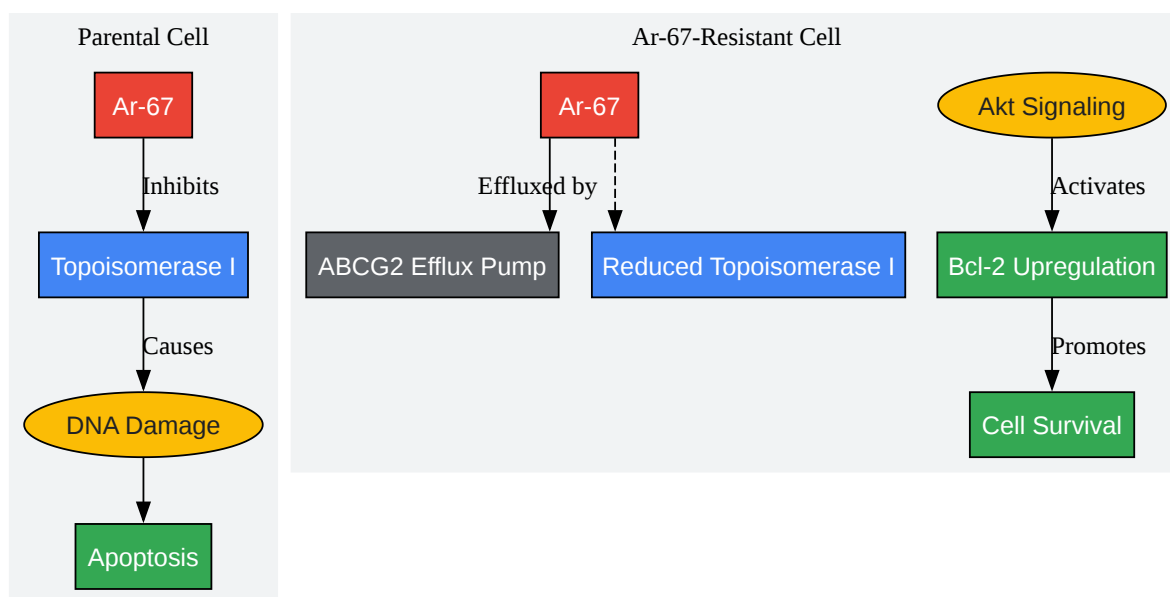 Parental Cell
Ar-67
Inhibits
Topoisomerase I
Causes
DNA Damage
Apoptosis
Ar-67-Resistant Cell
Ar-67
Effluxed by
ABCG2 Efflux Pump
Reduced Topoisomerase I
Akt Signaling
Activates
Bcl-2 Upregulation
Promotes
Cell Survival